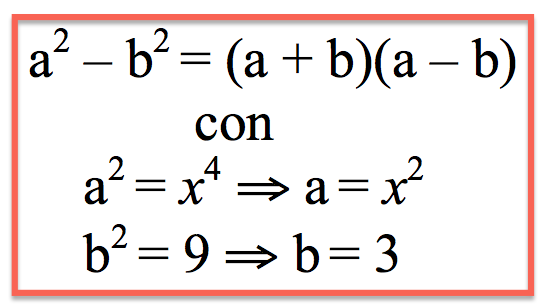 a² – b² = (a + b)(a – b)
con
a² = x⁴ ⇒ a = x²
b² = 9 ⇒ b = 3